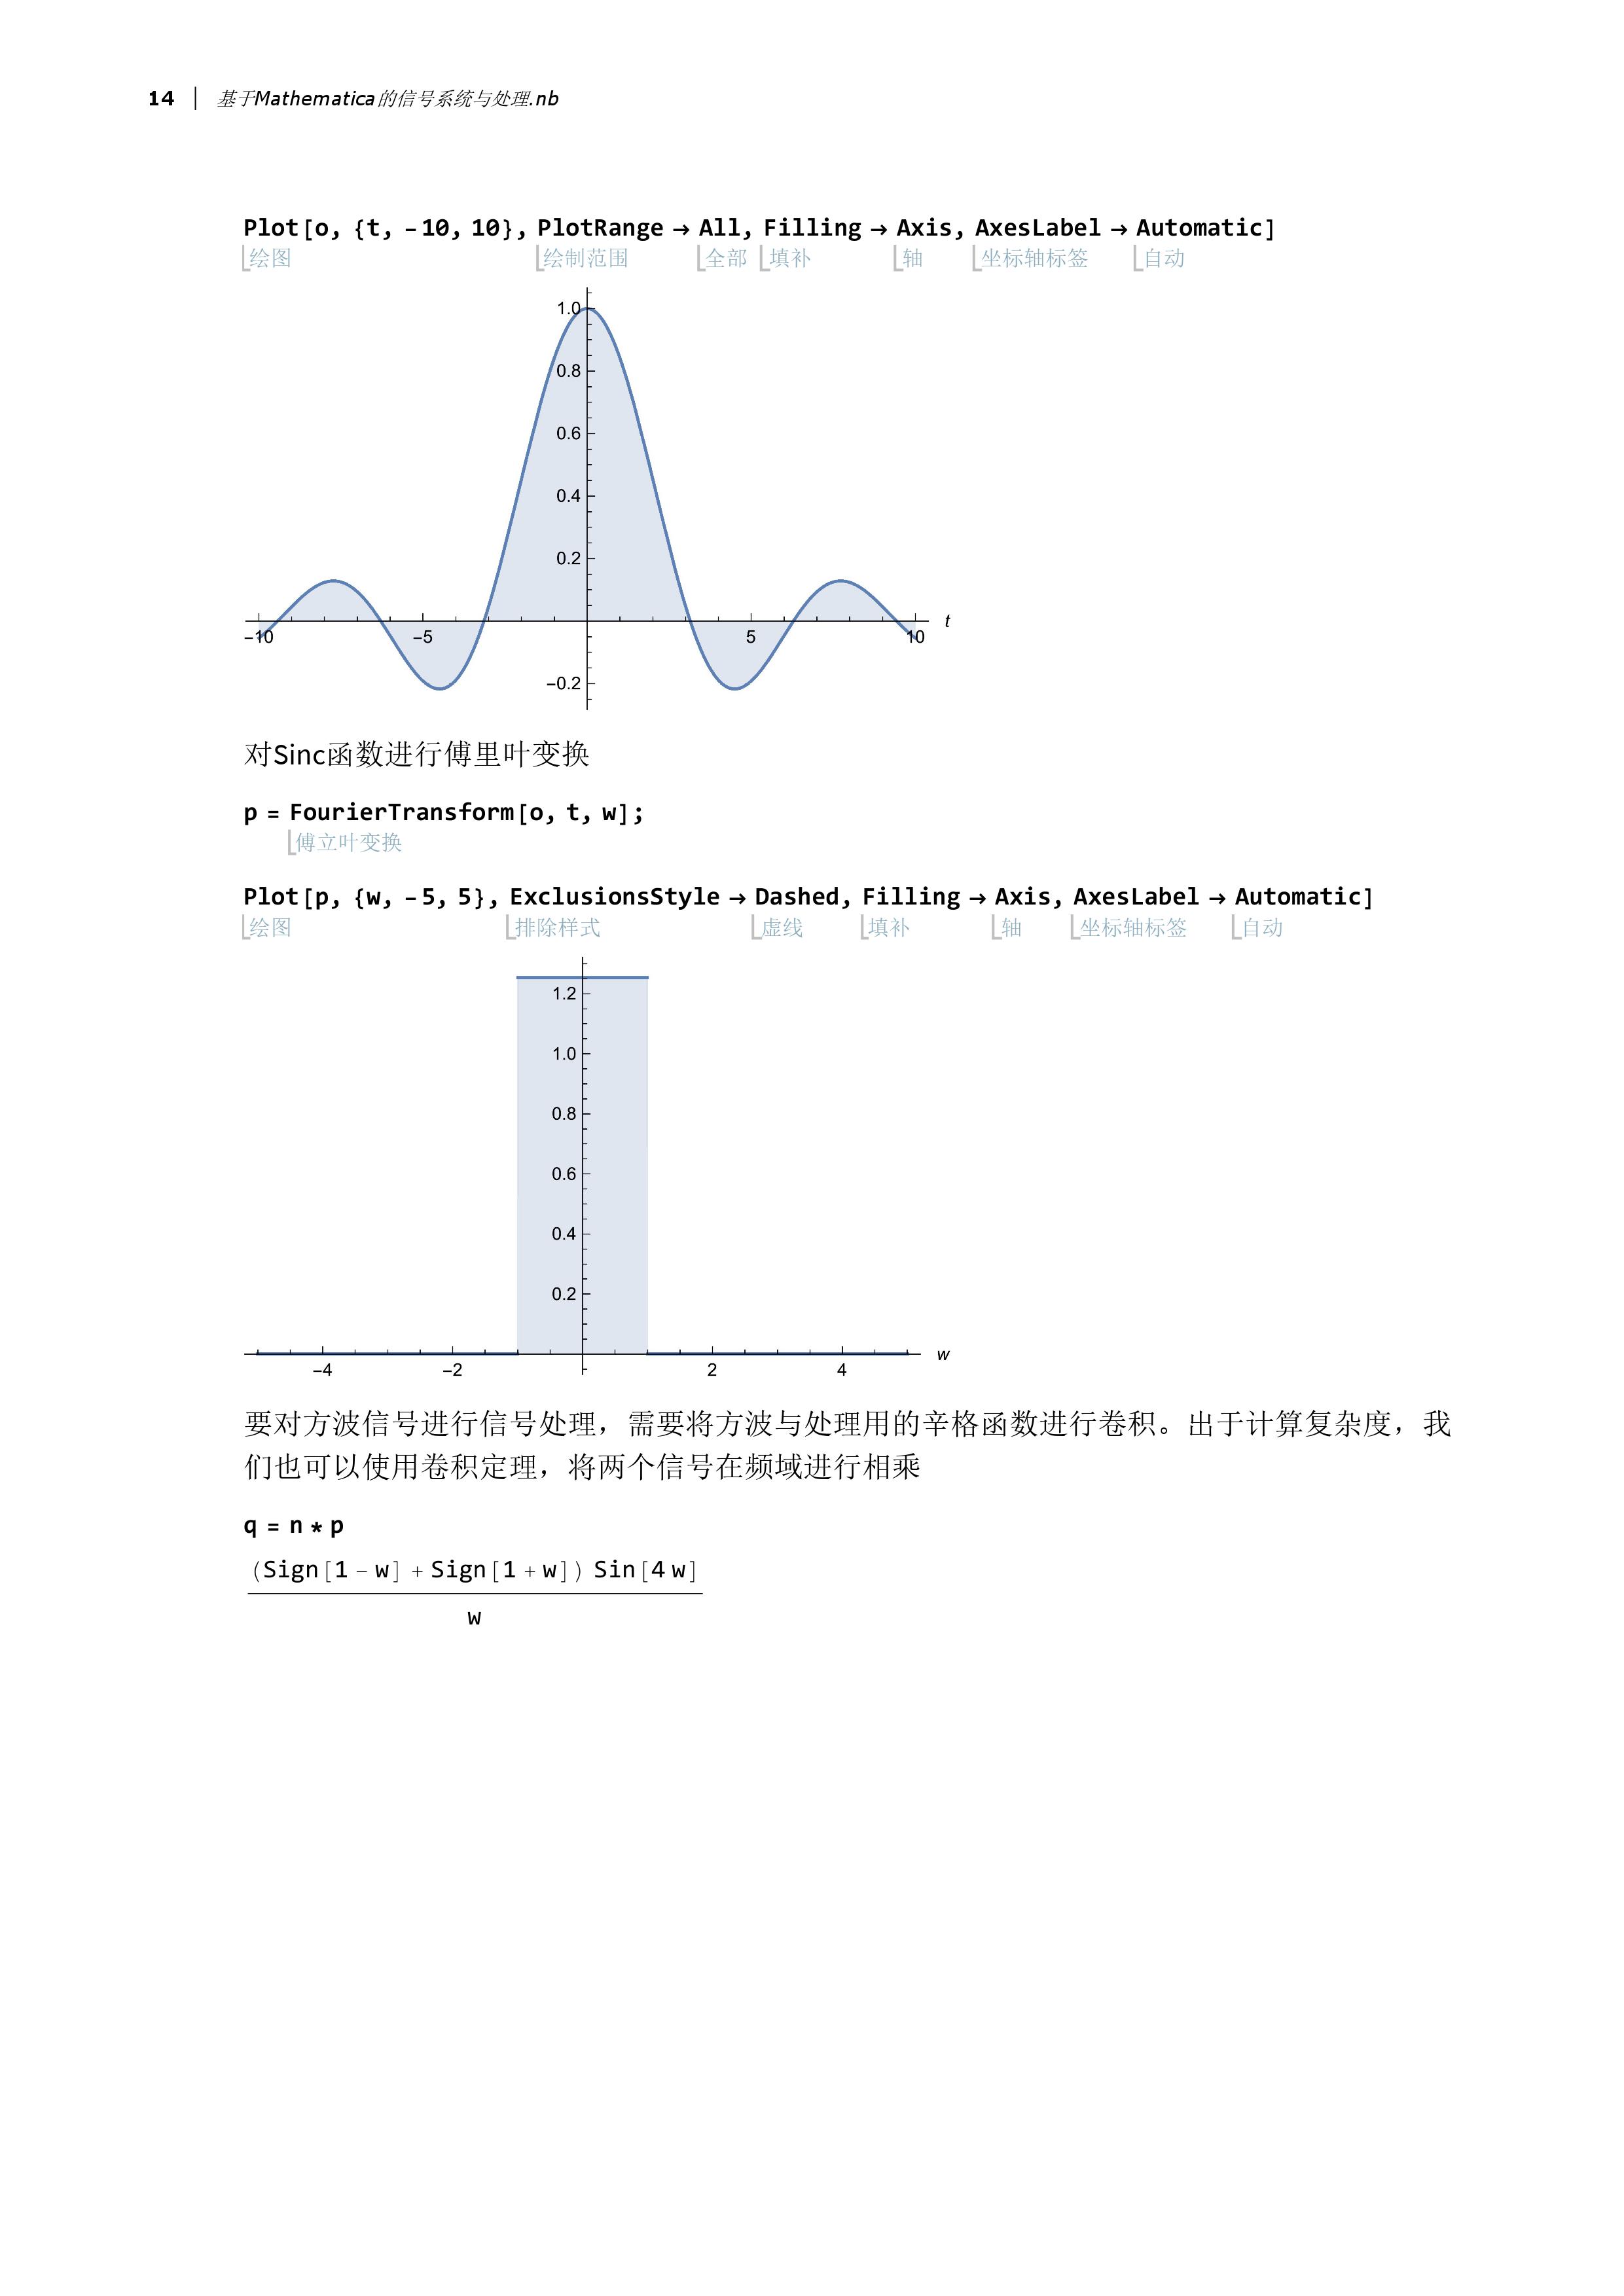 14 | 基于Mathematica的信号系统与处理.nb
Plot[o, {t, -10, 10}, PlotRange → All, Filling → Axis, AxesLabel → Automatic]
绘图 绘制范围 全部 填补 轴 坐标轴标签 自动
1.0
0.8
0.6
0.4
0.2
-10 -5 5 10 t
-0.2
对Sinc函数进行傅里叶变换
p = FourierTransform[o, t, w];
傅立叶变换
Plot[p, {w, -5, 5}, ExclusionsStyle → Dashed, Filling → Axis, AxesLabel → Automatic]
绘图 排除样式 虚线 填补 轴 坐标轴标签 自动
1.2
1.0
0.8
0.6
0.4
0.2
w
-4 -2 2 4
要对方波信号进行信号处理，需要将方波与处理用的辛格函数进行卷积。出于计算复杂度，我
们也可以使用卷积定理，将两个信号在频域进行相乘
q = n * p
(Sign[1 - w] + Sign[1 + w]) Sin[4 w]
w